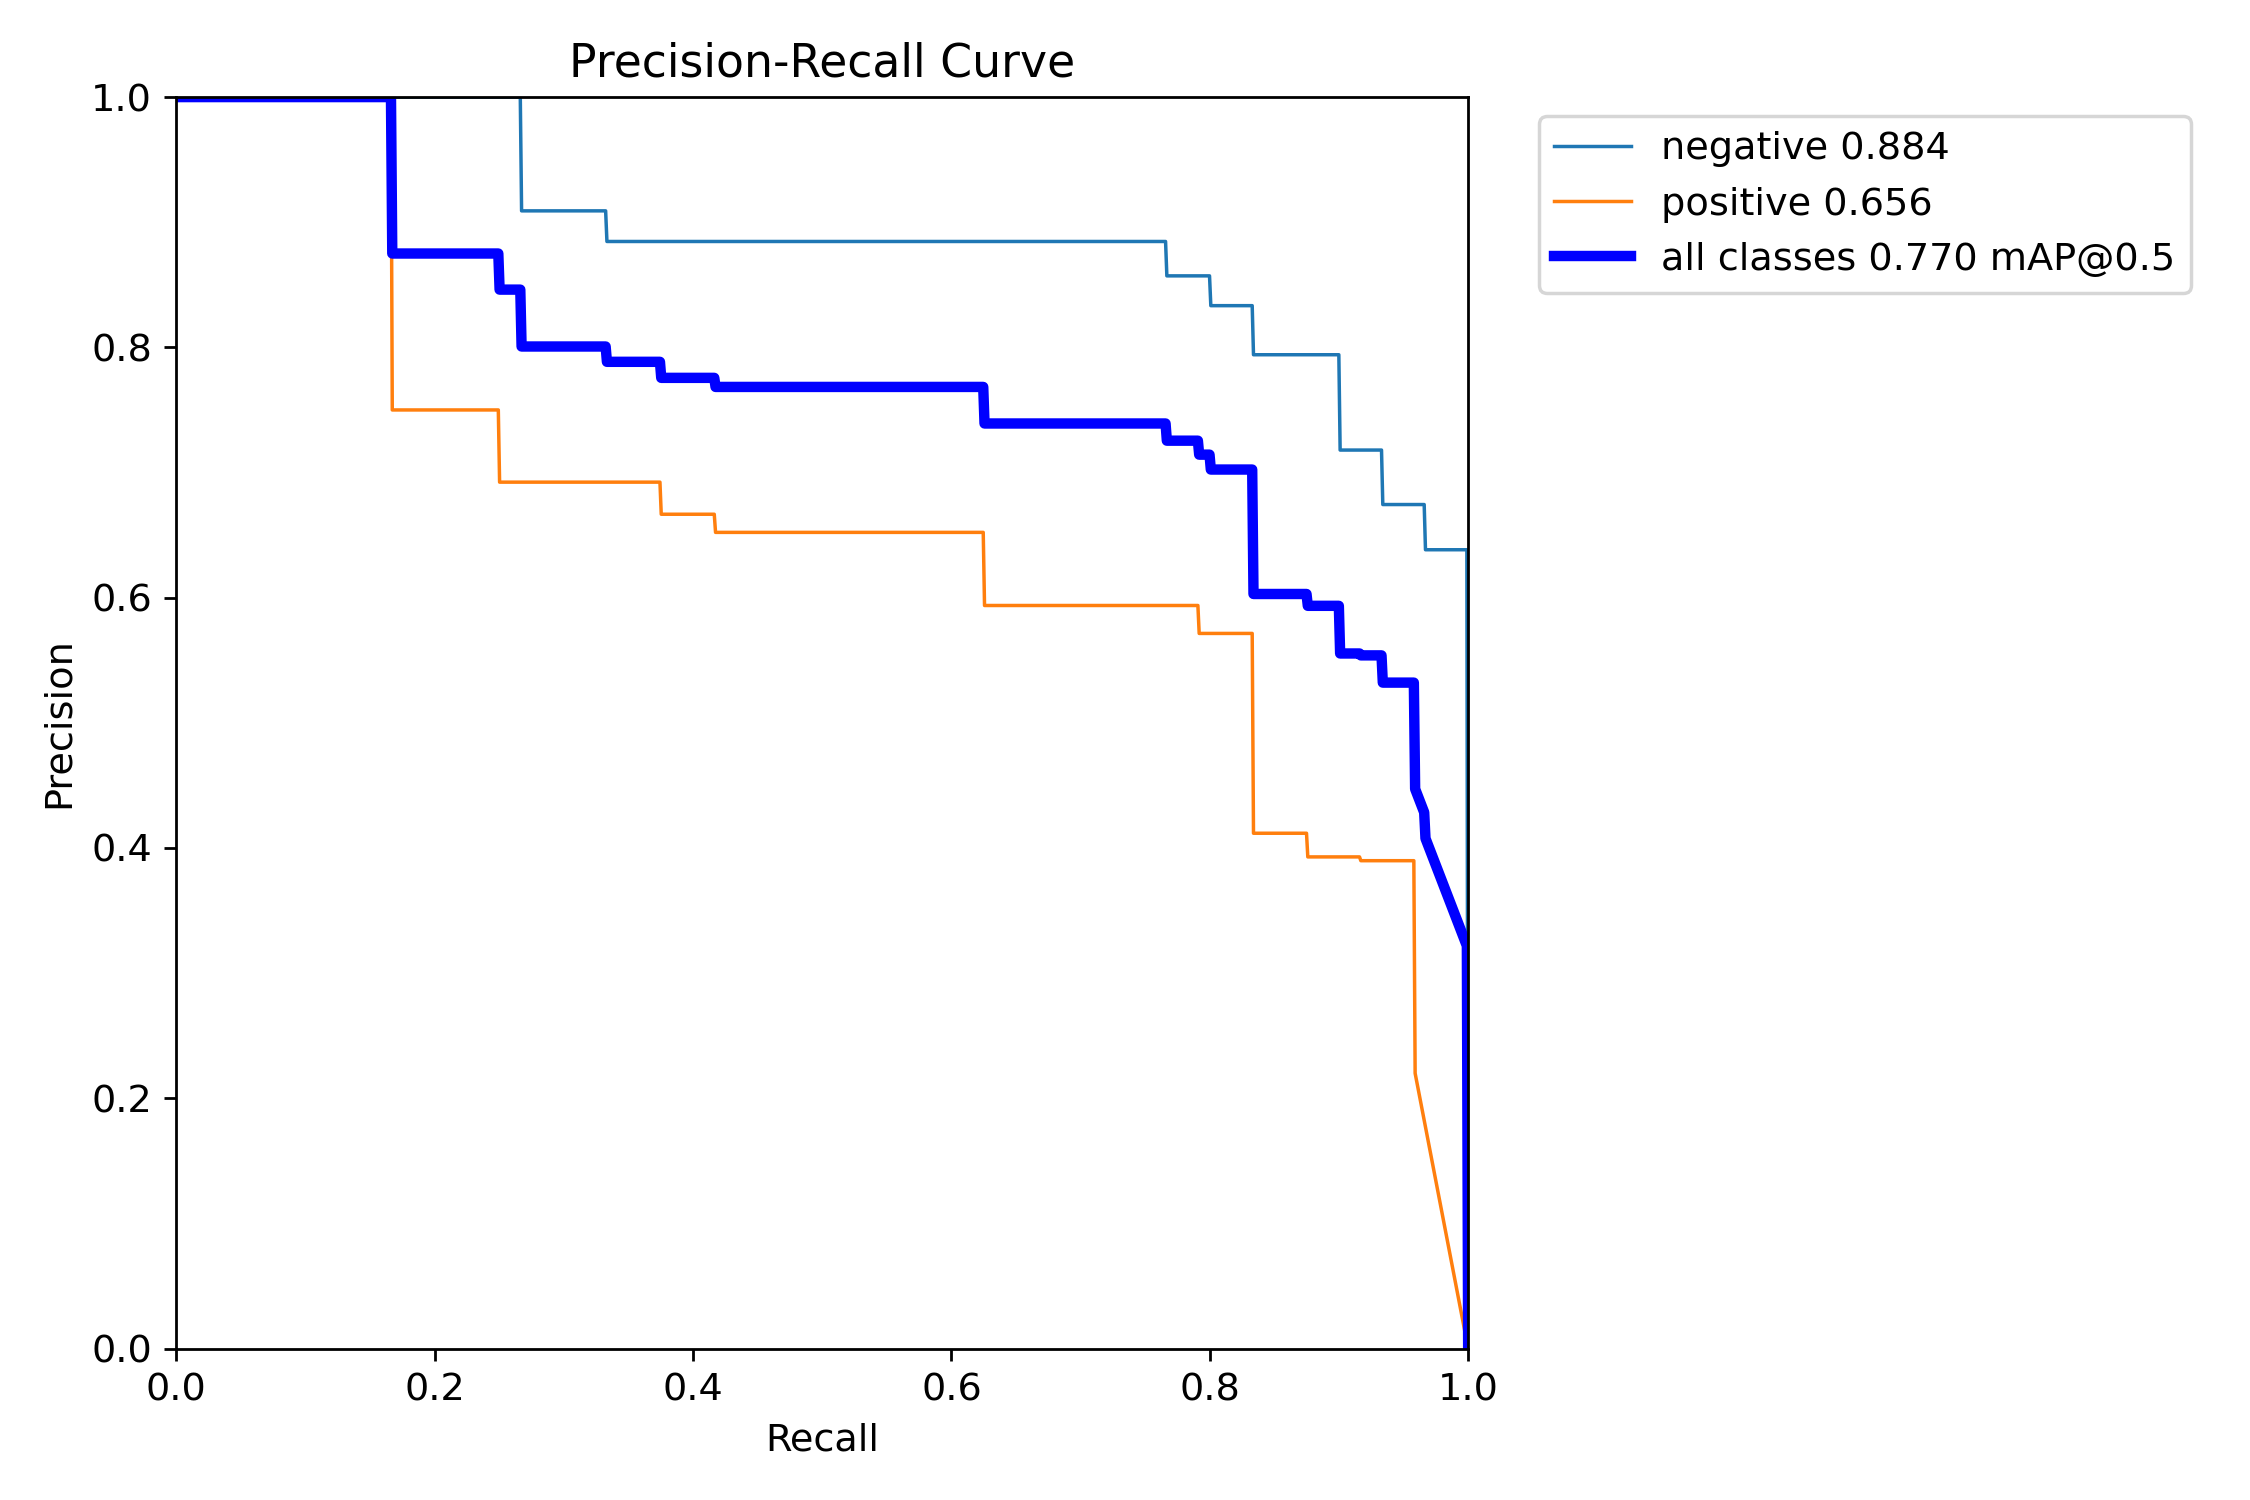 Precision-Recall Curve
1.0
0.8
0.6
0.4
0.2
0.0
Precision
0.0 0.2 0.4 0.6 0.8 1.0
Recall
negative 0.884
positive 0.656
all classes 0.770 mAP@0.5